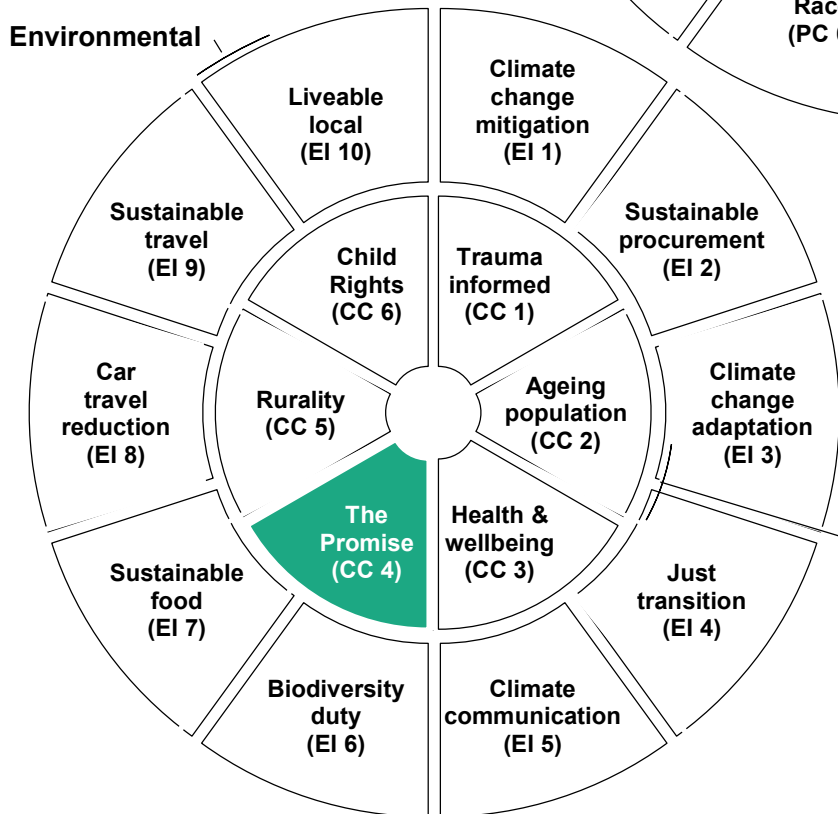 Environmental
Rac
(PC
Liveable
local
(EI 10)
Climate
change
mitigation
(EI 1)
Sustainable
travel
(EI 9)
Sustainable
procurement
(EI 2)
Child
Rights
(CC 6)
Trauma
informed
(CC 1)
Car
travel
reduction
(EI 8)
Rurality
(CC 5)
Ageing
population
(CC 2)
Climate
change
adaptation
(EI 3)
The
Promise
(CC 4)
Health &
wellbeing
(CC 3)
Sustainable
food
(EI 7)
Just
transition
(EI 4)
Biodiversity
duty
(EI 6)
Climate
communication
(EI 5)